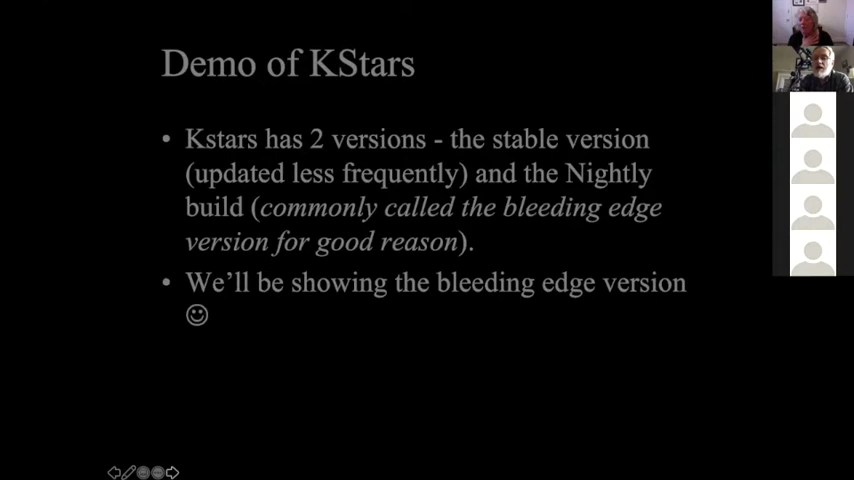 Demo of KStars
• Kstars has 2 versions - the stable version
(updated less frequently) and the Nightly
build (commonly called the bleeding edge
version for good reason).
• We’ll be showing the bleeding edge version
☺